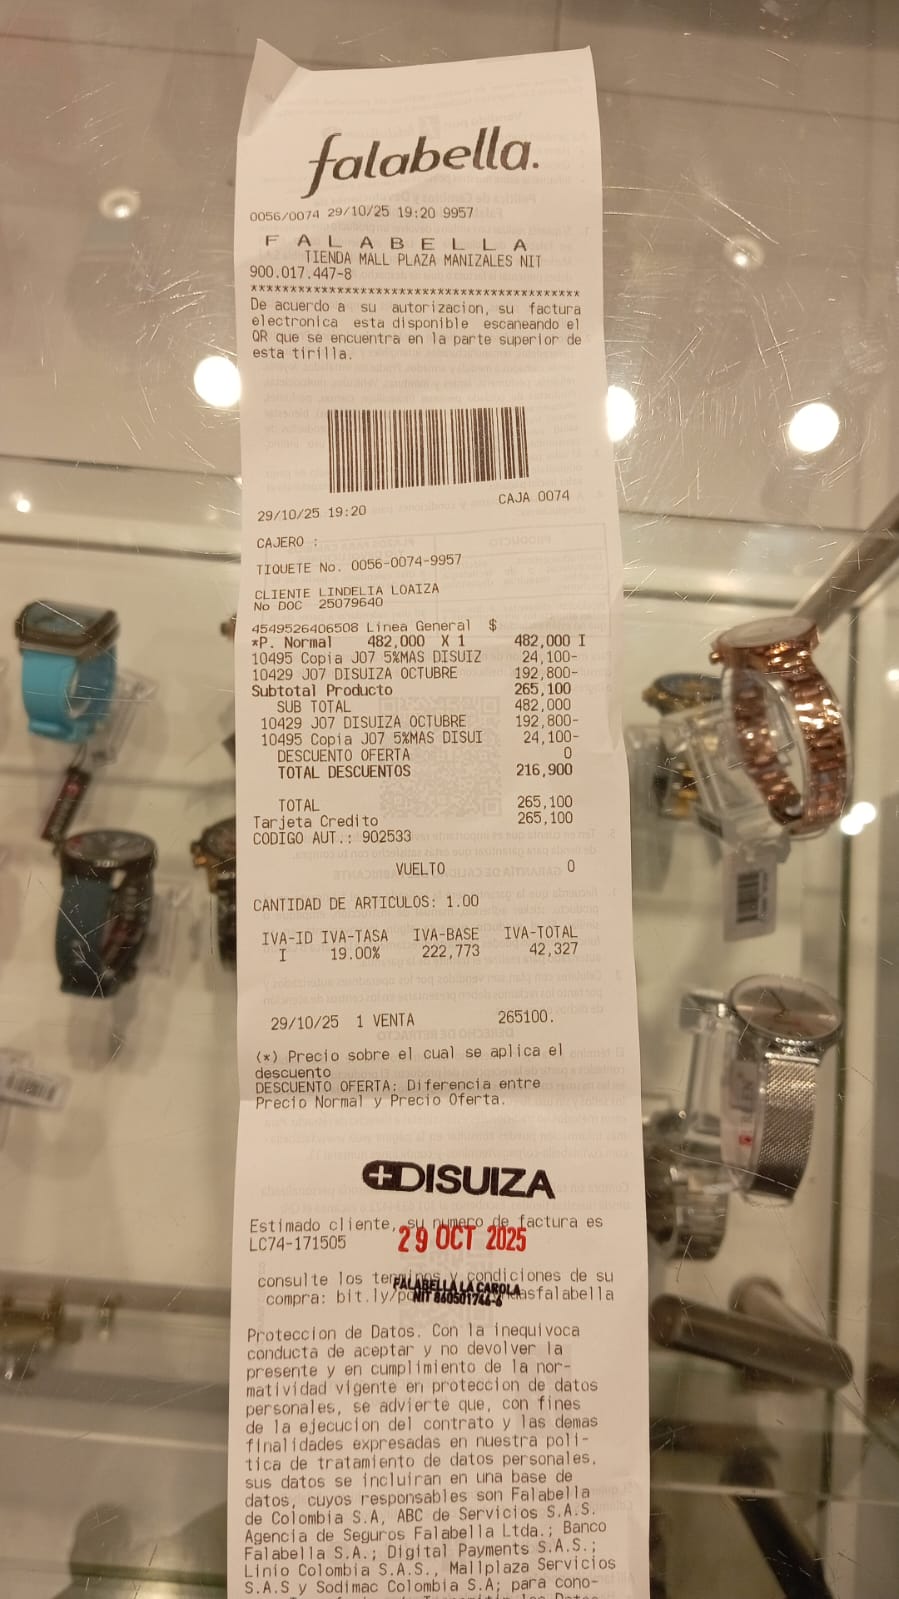 falabella.
0056/0074 29/10/25 19:20 9957
F A L A B E L L A
TIENDA MALL PLAZA MANIZALES NIT
900.017.447-8
******************************************
De acuerdo a su autorizacion, su factura
electronica esta disponible escaneando el
QR que se encuentra en la parte superior de
esta tirilla.
29/10/25 19:20 CAJA 0074
CAJERO :
TIQUETE No. 0056-0074-9957
CLIENTE LINDELIA LOAIZA
No DOC 25079640
4549526406508 Linea General $
*P. Normal 482,000 X 1 482,000 I
10495 Copia J07 5%MAS DISUIZ 24,100-
10429 J07 DISUIZA OCTUBRE 192,800-
Subtotal Producto 265,100
SUB TOTAL 482,000
10429 J07 DISUIZA OCTUBRE 192,800-
10495 Copia J07 5%MAS DISUI 24,100-
DESCUENTO OFERTA 0
TOTAL DESCUENTOS 216,900
TOTAL 265,100
Tarjeta Credito 265,100
CODIGO AUT.: 902533
VUELTO 0
CANTIDAD DE ARTICULOS: 1.00
IVA-ID IVA-TASA IVA-BASE IVA-TOTAL
I 19.00% 222,773 42,327
29/10/25 1 VENTA 265100.
(*) Precio sobre el cual se aplica el
descuento
DESCUENTO OFERTA: Diferencia entre
Precio Normal y Precio Oferta.
DISUIZA
Estimado cliente, su numero de factura es
LC74-171505
29 OCT 2025
consulte los terminos y condiciones de su
FALABELLA LA CAROLA
compra: bit.ly/ falabella
NIT 860501746-6
Proteccion de Datos. Con la inequivoca
conducta de aceptar y no devolver la
presente y en cumplimiento de la nor-
matividad vigente en proteccion de datos
personales, se advierte que, con fines
de la ejecucion del contrato y las demas
finalidades expresadas en nuestra poli-
tica de tratamiento de datos personales,
sus datos se incluiran en una base de
datos, cuyos responsables son Falabella
de Colombia S.A, ABC de Servicios S.A.S.
Agencia de Seguros Falabella Ltda.; Banco
Falabella S.A.; Digital Payments S.A.S.;
Linio Colombia S.A.S., Mallplaza Servicios
S.A.S y Sodimac Colombia S.A; para cono-